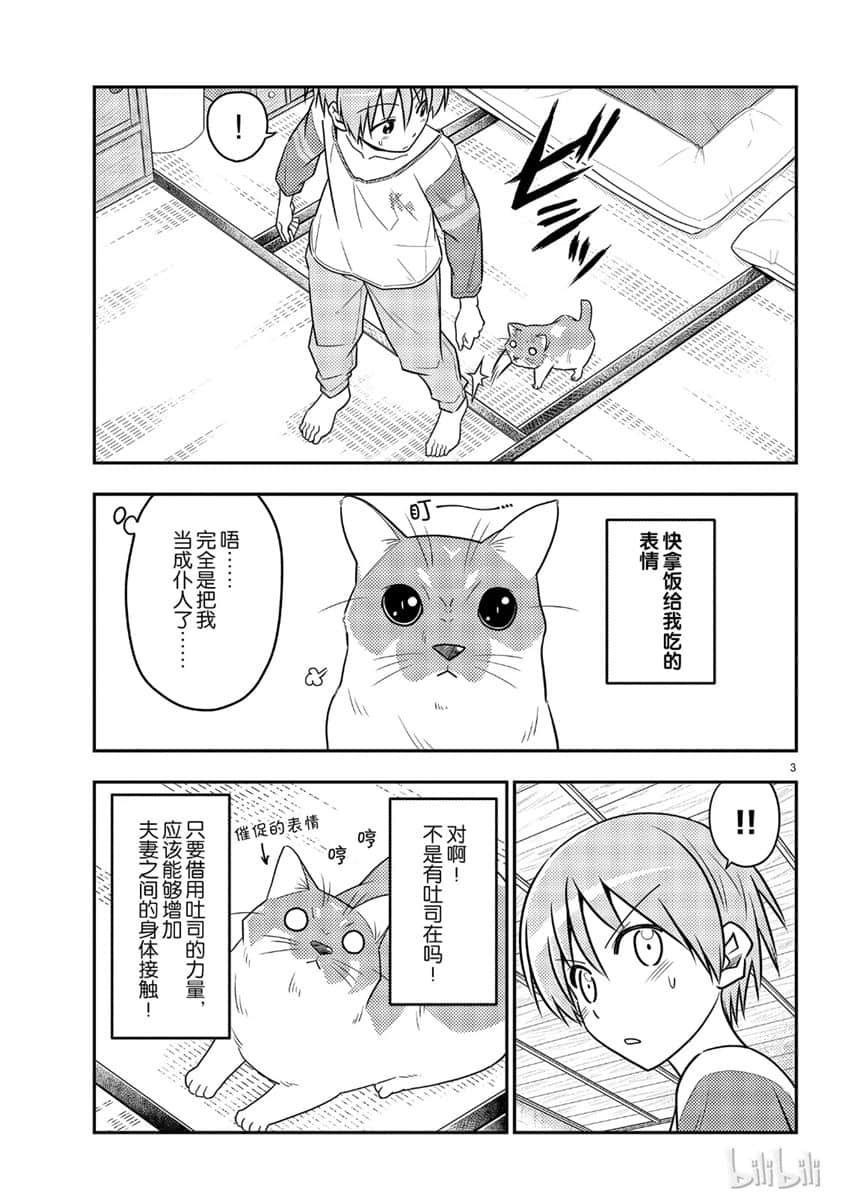 ！
ビッ
快拿饭给我吃的
表情
盯——…
唔……
完全是把我
当成仆人了……
3
！！
对啊！
不是有吐司在吗！
哼
哼
催促的表情
只要借用吐司的力量，
应该能够增加
夫妻之间的身体接触！
bilibili